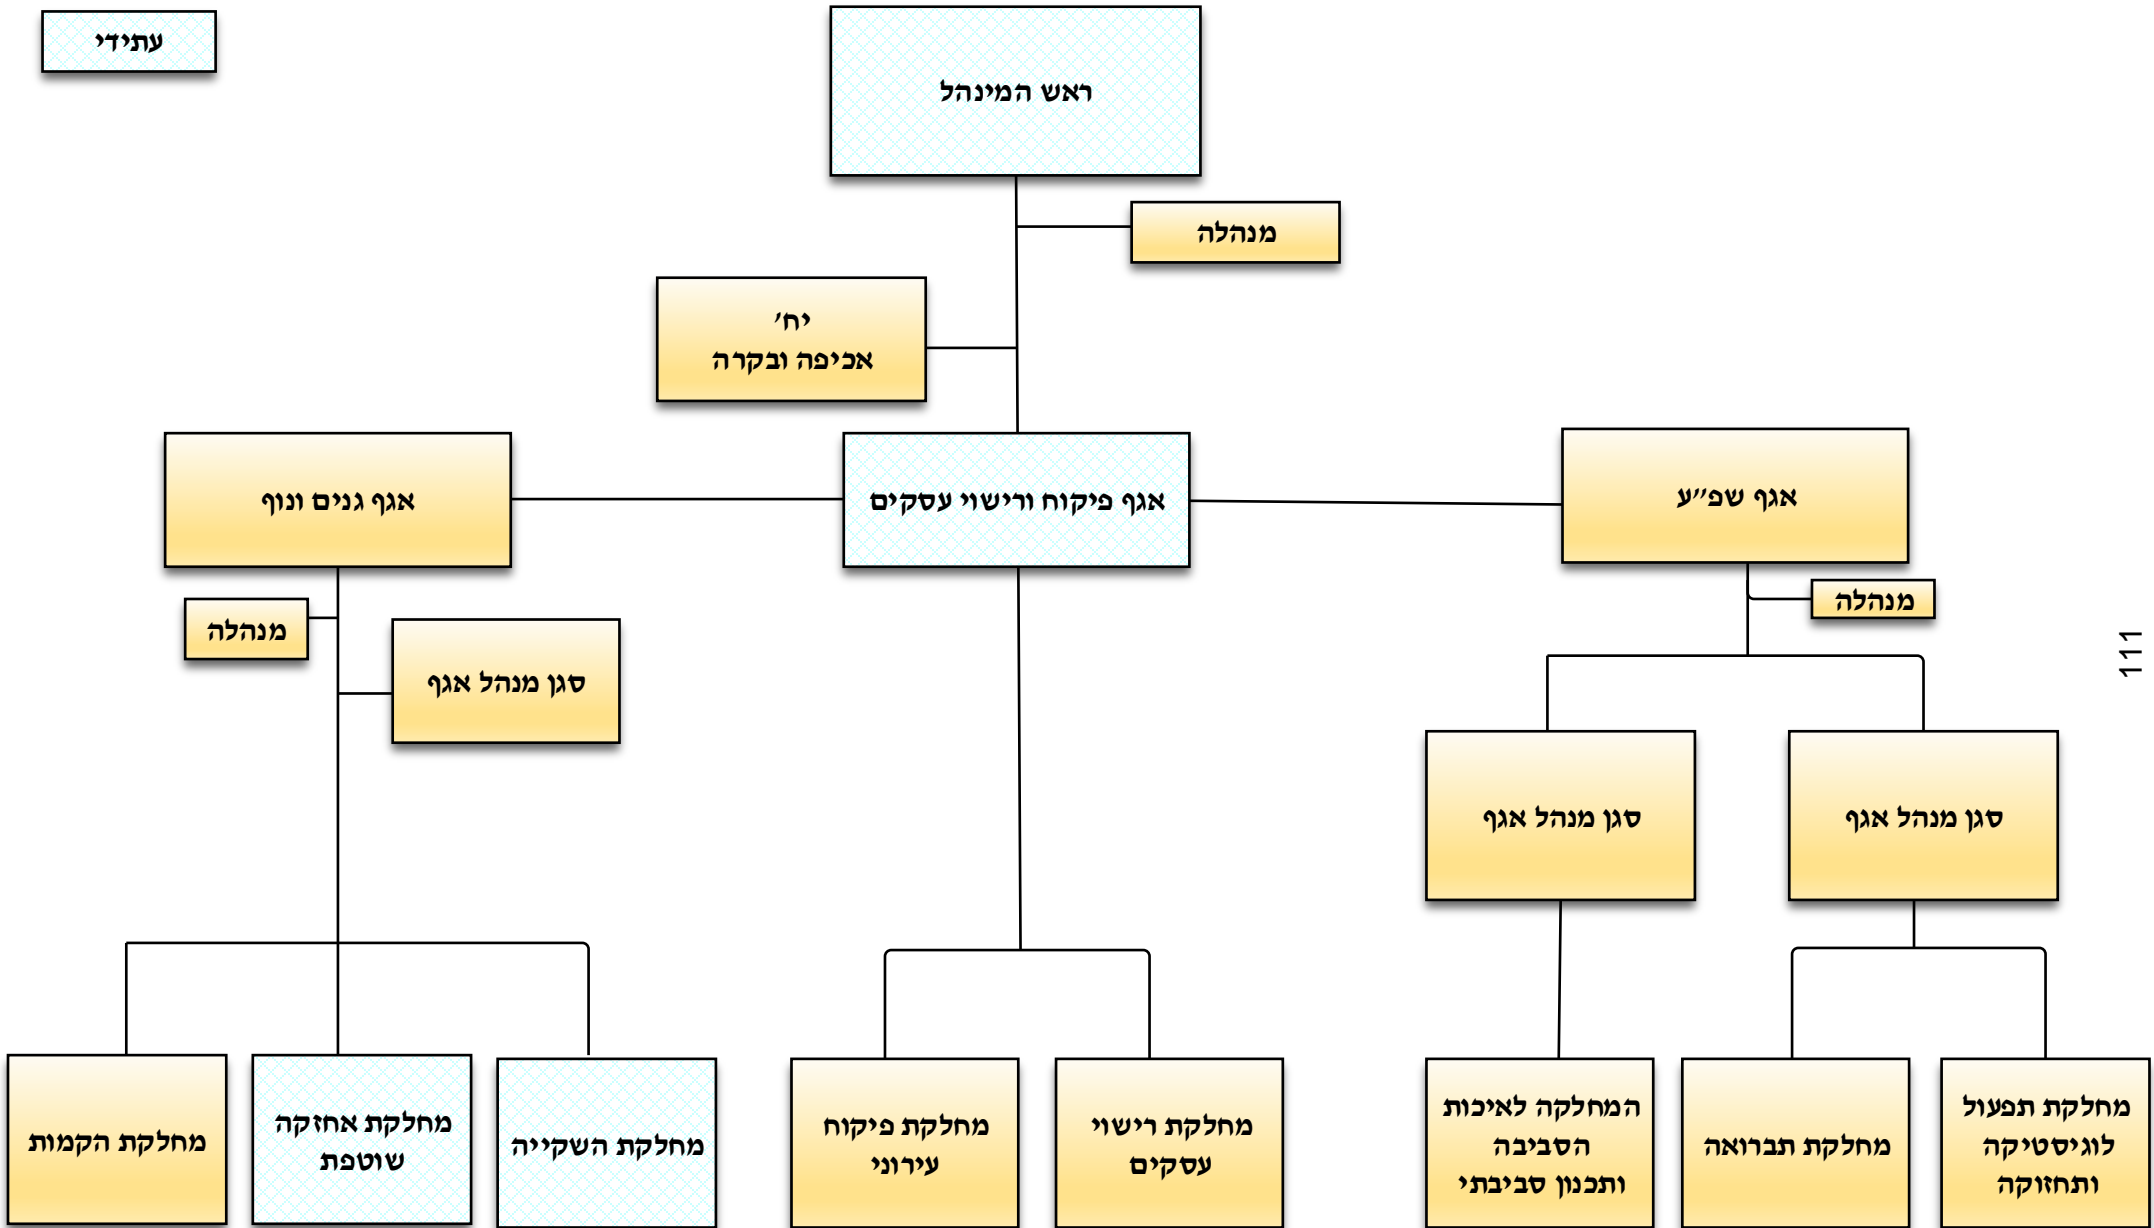 עתידי
ראש המינהל
מנהלה
יח'
אכיפה ובקרה
אגף שפ"ע
אגף פיקוח ורישוי עסקים
אגף גנים ונוף
מנהלה
מנהלה
סגן מנהל אגף
סגן מנהל אגף
סגן מנהל אגף
מחלקת תפעול
לוגיסטיקה
ותחזוקה
מחלקת תברואה
המחלקה לאיכות
הסביבה
ותכנון סביבתי
מחלקת רישוי
עסקים
מחלקת פיקוח
עירוני
מחלקת השקייה
מחלקת אחזקה
שוטפת
מחלקת הקמות
111